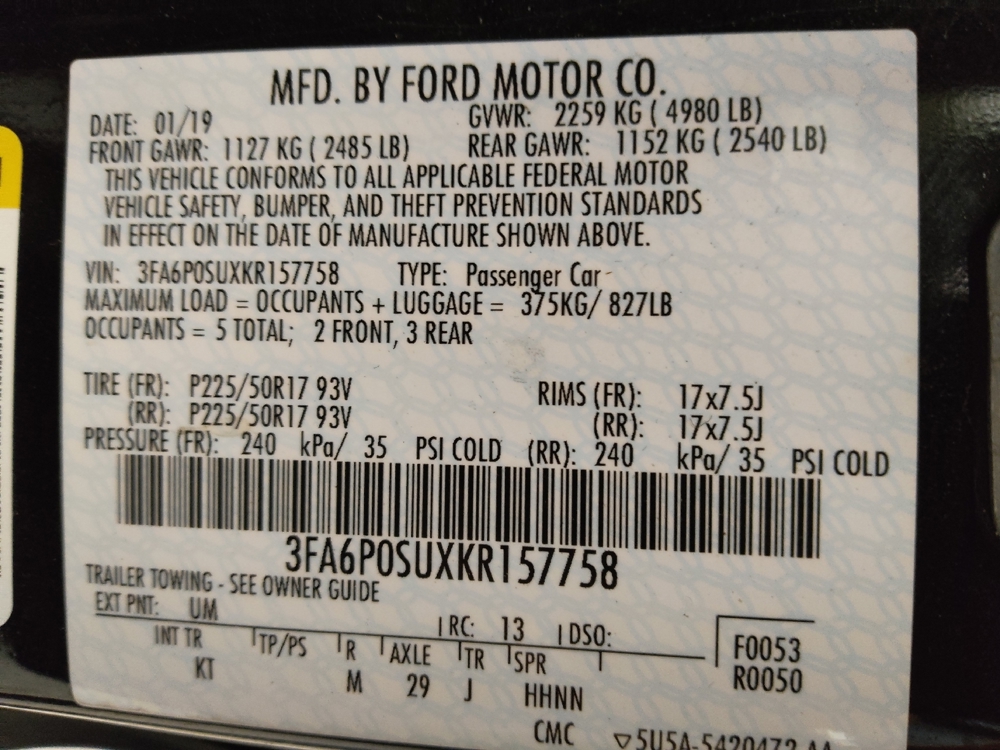 MFD. BY FORD MOTOR CO.
DATE: 01/19 GVWR: 2259 KG ( 4980 LB)
FRONT GAWR: 1127 KG ( 2485 LB) REAR GAWR: 1152 KG ( 2540 LB)
THIS VEHICLE CONFORMS TO ALL APPLICABLE FEDERAL MOTOR
VEHICLE SAFETY, BUMPER, AND THEFT PREVENTION STANDARDS
IN EFFECT ON THE DATE OF MANUFACTURE SHOWN ABOVE.
VIN: 3FA6P0SUXKR157758 TYPE: Passenger Car
MAXIMUM LOAD = OCCUPANTS + LUGGAGE = 375KG/ 827LB
OCCUPANTS = 5 TOTAL; 2 FRONT, 3 REAR
TIRE (FR): P225/50R17 93V RIMS (FR): 17x7.5J
(RR): P225/50R17 93V (RR): 17x7.5J
PRESSURE (FR): 240 kPa/ 35 PSI COLD (RR): 240 kPa/ 35 PSI COLD
3FA6P0SUXKR157758
TRAILER TOWING - SEE OWNER GUIDE
EXT PNT: UM RC: 13 DSO: F0053
INT TR TP/PS R AXLE TR SPR R0050
KT M 29 J HHNN
CMC ▽5U5A-5420472-AA